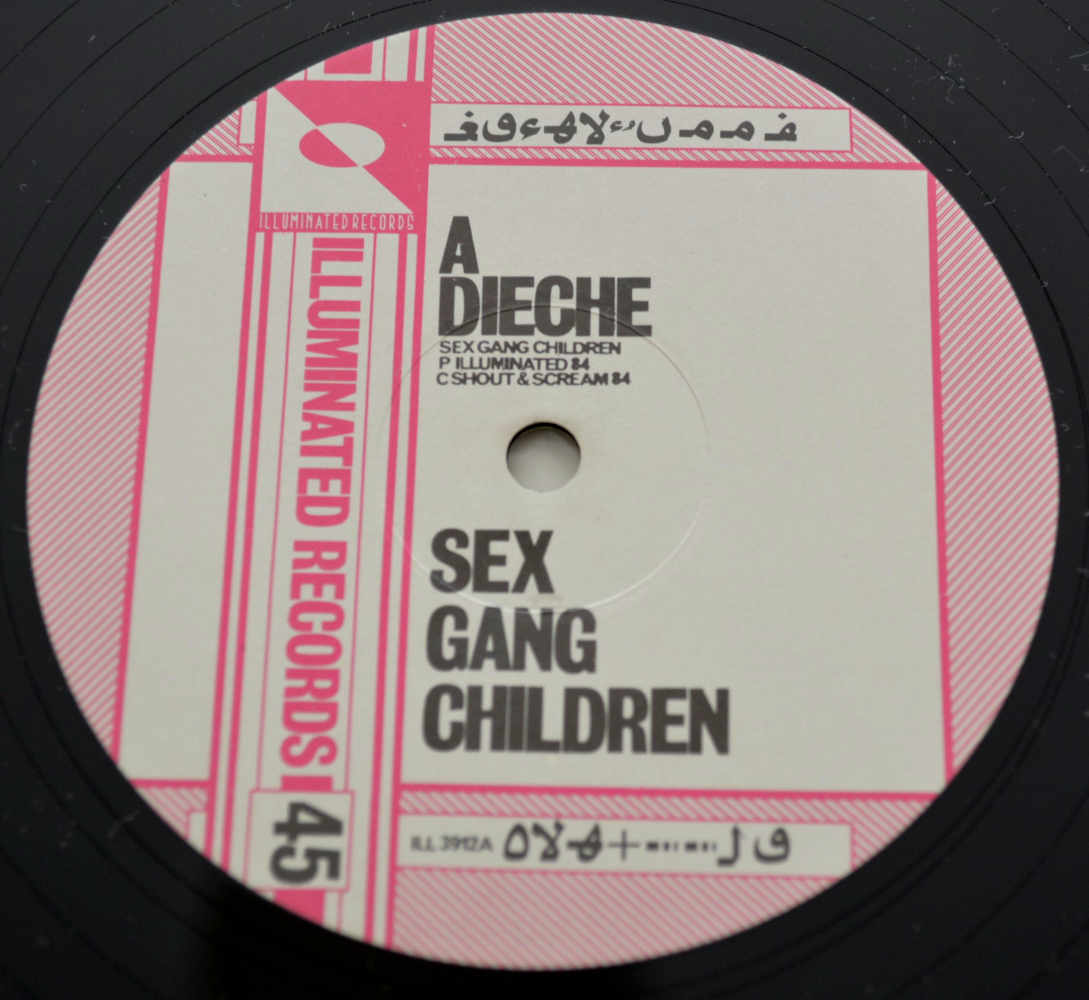 ILLUMINATED RECORDS
ILLUMINATED RECORDS
45
A
DIECHE
SEX GANG CHILDREN
P ILLUMINATED 84
C SHOUT & SCREAM 84
SEX
GANG
CHILDREN
ILL 3912A